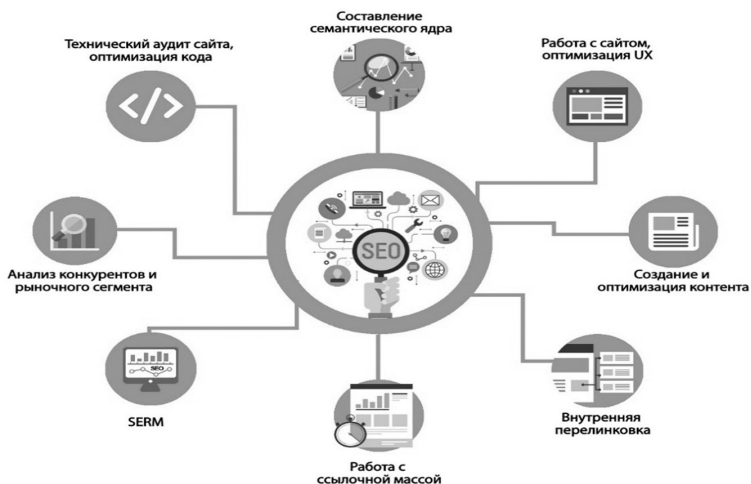 Составление
семантического ядра
Технический аудит сайта,
оптимизация кода
Работа с сайтом,
оптимизация UX
SEO
Анализ конкурентов и
рыночного сегмента
Создание и
оптимизация контента
SEO
SERM
Внутренняя
перелинковка
Работа с
ссылочной массой